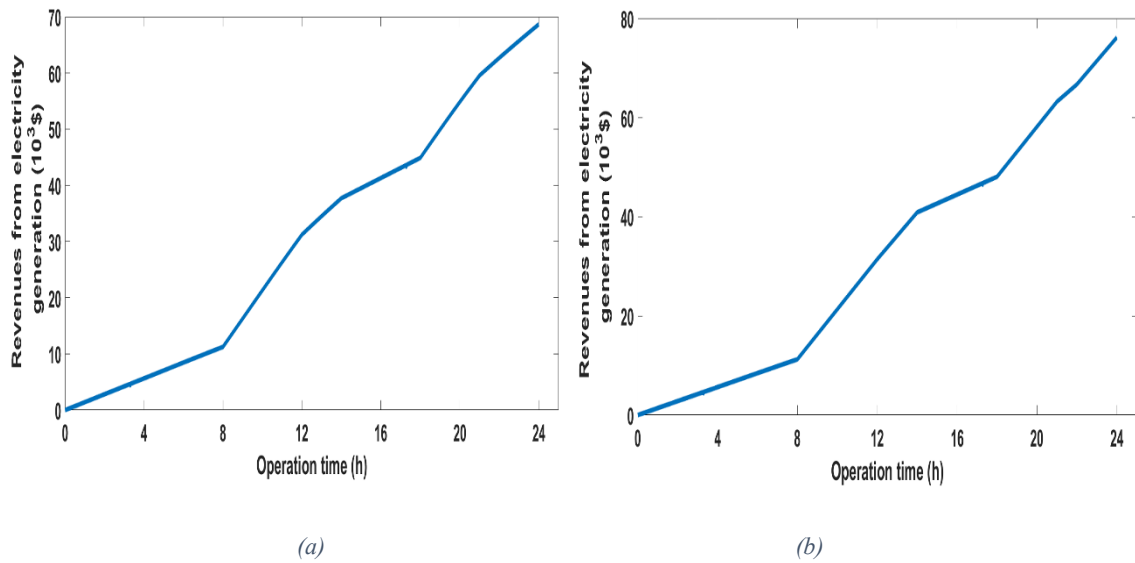 Revenues from electricity
generation (10³$)
70
60
50
40
30
20
10
0
0 4 8 12 16 20 24
Operation time (h)
(a)
Revenues from electricity
generation (10³$)
80
60
40
20
0
0 4 8 12 16 20 24
Operation time (h)
(b)